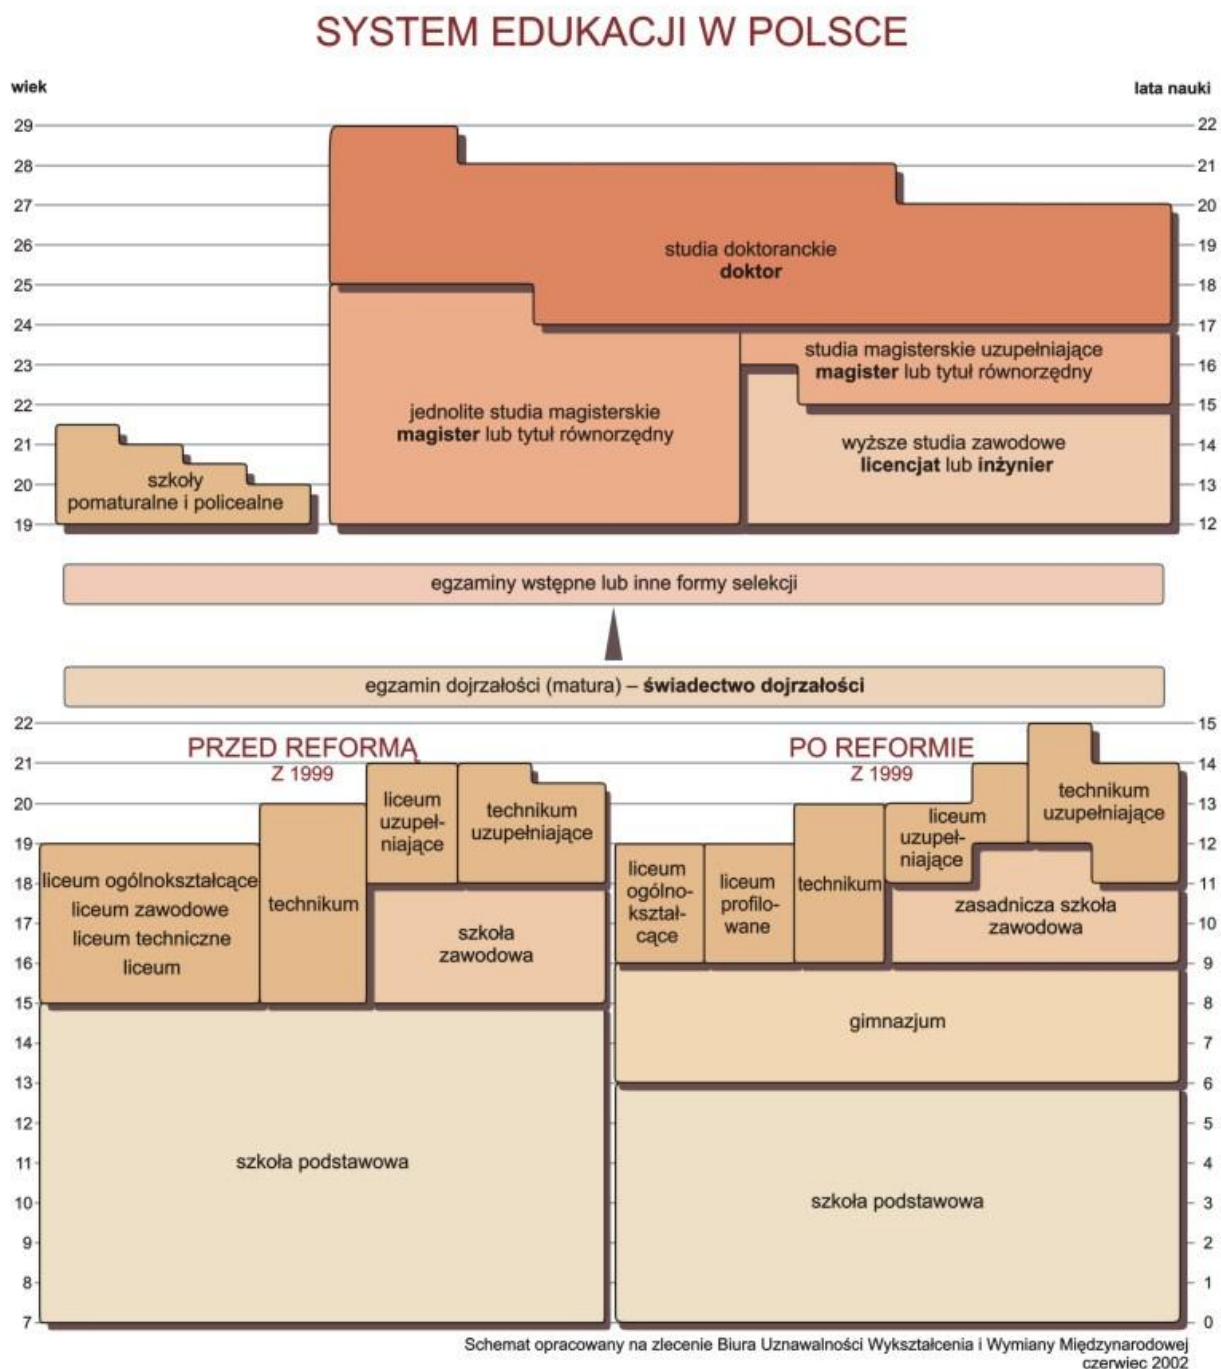 SYSTEM EDUKACJI W POLSCE
wiek
lata nauki
29
28
27
26
25
24
23
22
21
20
19
22
21
20
19
18
17
16
15
14
13
12
studia doktoranckie
doktor
studia magisterskie uzupełniające
magister lub tytuł równorzędny
jednolite studia magisterskie
magister lub tytuł równorzędny
wyższe studia zawodowe
licencjat lub inżynier
szkoły
pomaturalne i policealne
egzaminy wstępne lub inne formy selekcji
egzamin dojrzałości (matura) – świadectwo dojrzałości
22
21
20
19
18
17
16
15
14
13
12
11
10
9
8
7
PRZED REFORMĄ
Z 1999
liceum
uzupeł-
niające
technikum
uzupełniające
liceum ogólnokształcące
liceum zawodowe
liceum techniczne
liceum
technikum
szkoła
zawodowa
szkoła podstawowa
PO REFORMIE
Z 1999
technikum
uzupełniające
liceum
uzupeł-
niające
liceum
ogólno-
kształ-
cące
liceum
profilo-
wane
technikum
zasadnicza szkoła
zawodowa
gimnazjum
szkoła podstawowa
15
14
13
12
11
10
9
8
7
6
5
4
3
2
1
0
Schemat opracowany na zlecenie Biura Uznawalności Wykształcenia i Wymiany Międzynarodowej
czerwiec 2002